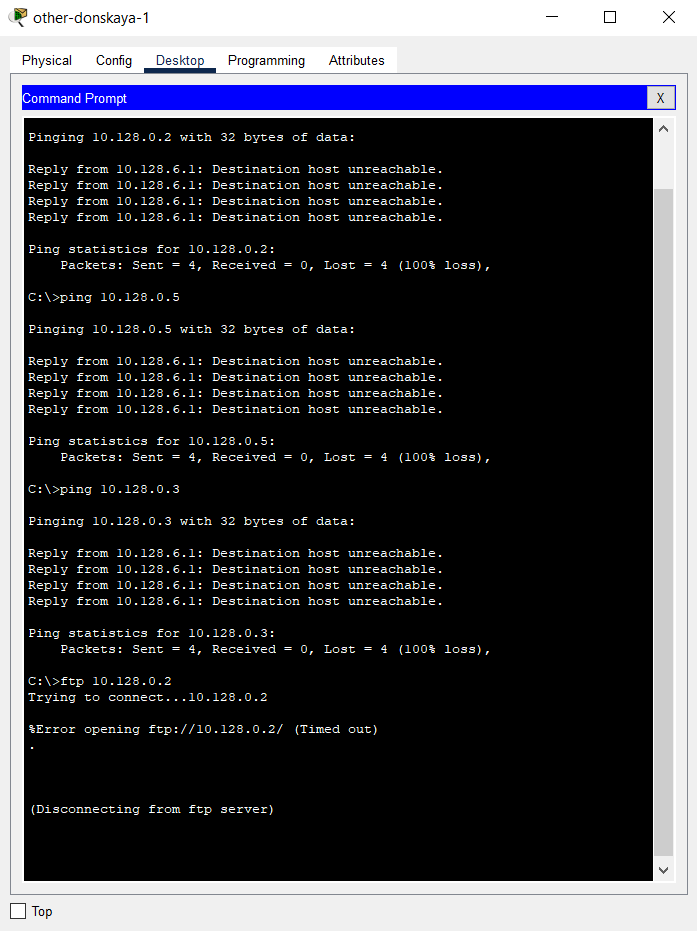 other-donskaya-1
Physical Config Desktop Programming Attributes
Command Prompt X
Pinging 10.128.0.2 with 32 bytes of data:
Reply from 10.128.6.1: Destination host unreachable.
Reply from 10.128.6.1: Destination host unreachable.
Reply from 10.128.6.1: Destination host unreachable.
Reply from 10.128.6.1: Destination host unreachable.
Ping statistics for 10.128.0.2:
    Packets: Sent = 4, Received = 0, Lost = 4 (100% loss),
C:\>ping 10.128.0.5
Pinging 10.128.0.5 with 32 bytes of data:
Reply from 10.128.6.1: Destination host unreachable.
Reply from 10.128.6.1: Destination host unreachable.
Reply from 10.128.6.1: Destination host unreachable.
Reply from 10.128.6.1: Destination host unreachable.
Ping statistics for 10.128.0.5:
    Packets: Sent = 4, Received = 0, Lost = 4 (100% loss),
C:\>ping 10.128.0.3
Pinging 10.128.0.3 with 32 bytes of data:
Reply from 10.128.6.1: Destination host unreachable.
Reply from 10.128.6.1: Destination host unreachable.
Reply from 10.128.6.1: Destination host unreachable.
Reply from 10.128.6.1: Destination host unreachable.
Ping statistics for 10.128.0.3:
    Packets: Sent = 4, Received = 0, Lost = 4 (100% loss),
C:\>ftp 10.128.0.2
Trying to connect...10.128.0.2
%Error opening ftp://10.128.0.2/ (Timed out)
.
(Disconnecting from ftp server)
Top